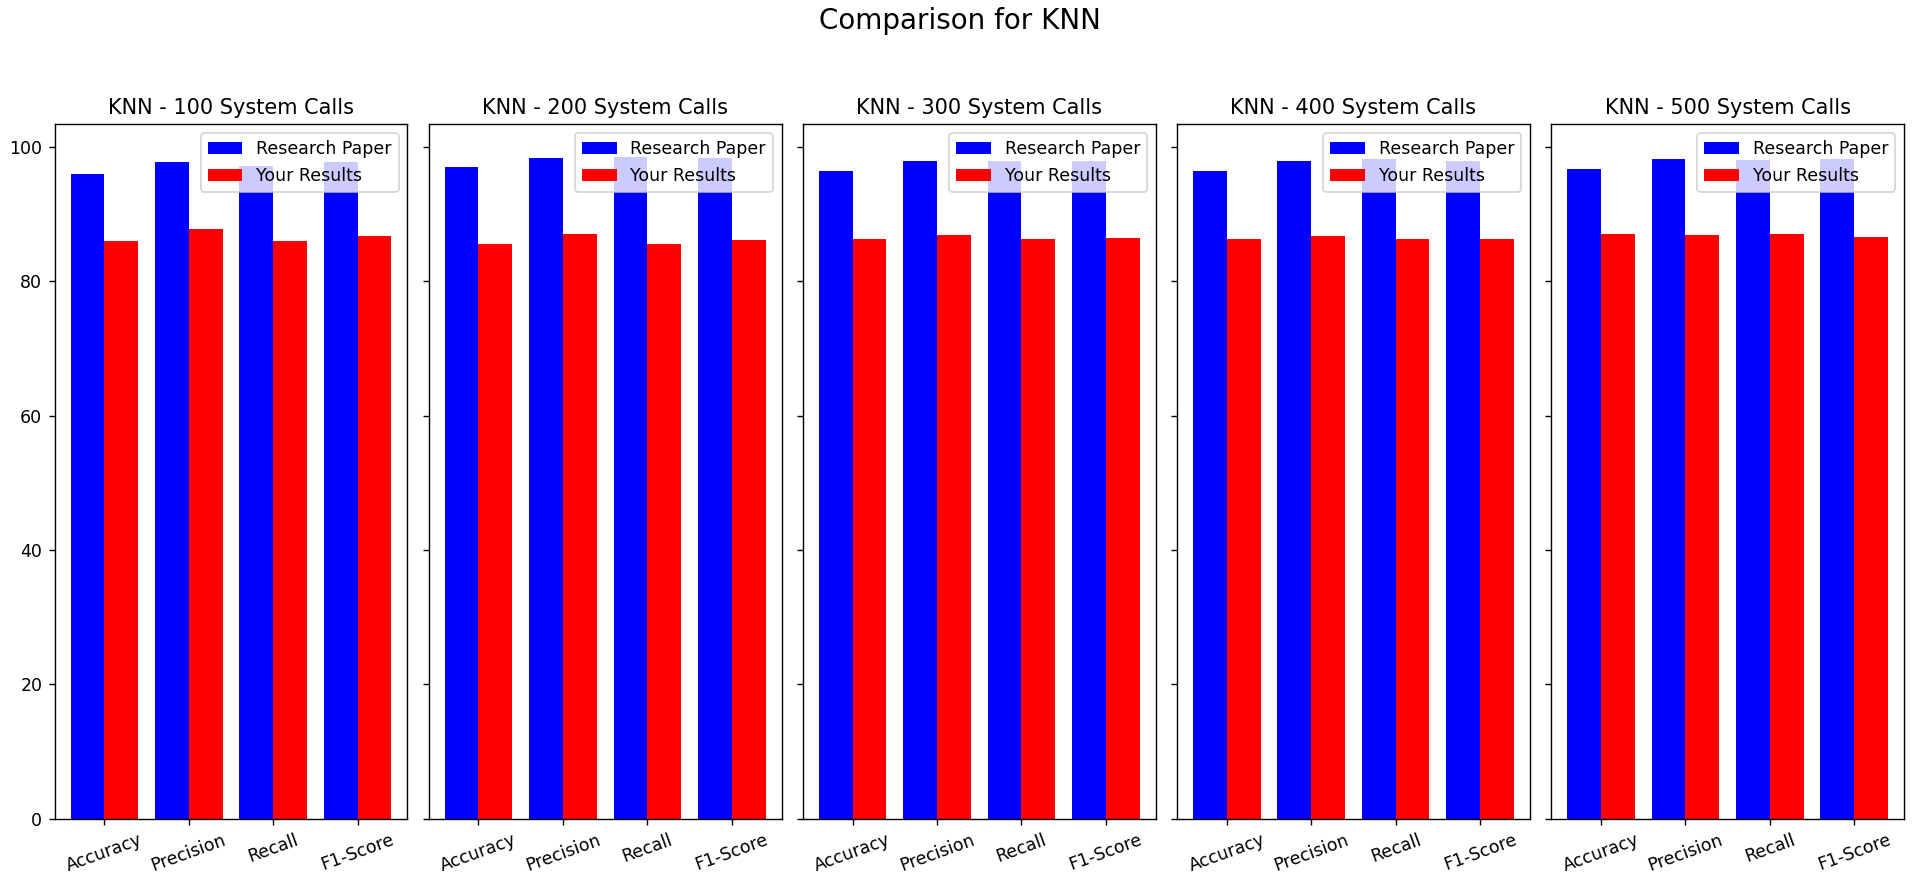 Comparison for KNN
KNN - 100 System Calls
KNN - 200 System Calls
KNN - 300 System Calls
KNN - 400 System Calls
KNN - 500 System Calls
Research Paper
Your Results
Research Paper
Your Results
Research Paper
Your Results
Research Paper
Your Results
Research Paper
Your Results
100
80
60
40
20
0
Accuracy
Precision
Recall
F1-Score
Accuracy
Precision
Recall
F1-Score
Accuracy
Precision
Recall
F1-Score
Accuracy
Precision
Recall
F1-Score
Accuracy
Precision
Recall
F1-Score